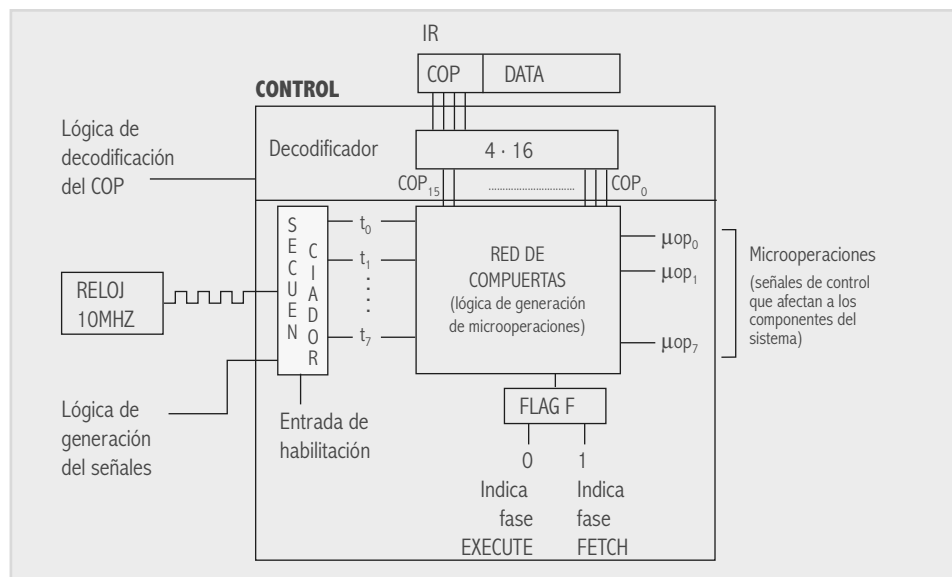 IR
COP DATA
CONTROL
Lógica de
decodificación
del COP
Decodificador
4 · 16
COP15 ........................ COP0
SECUEN
CIADOR
t0
t1
t7
RELOJ
10MHZ
RED DE
COMPUERTAS
(lógica de generación
de microoperaciones)
μop0
μop1
μop7
Microoperaciones
(señales de control
que afectan a los
componentes del
sistema)
Lógica de
generación
del señales
Entrada de
habilitación
FLAG F
0 1
Indica
fase
EXECUTE
Indica
fase
FETCH